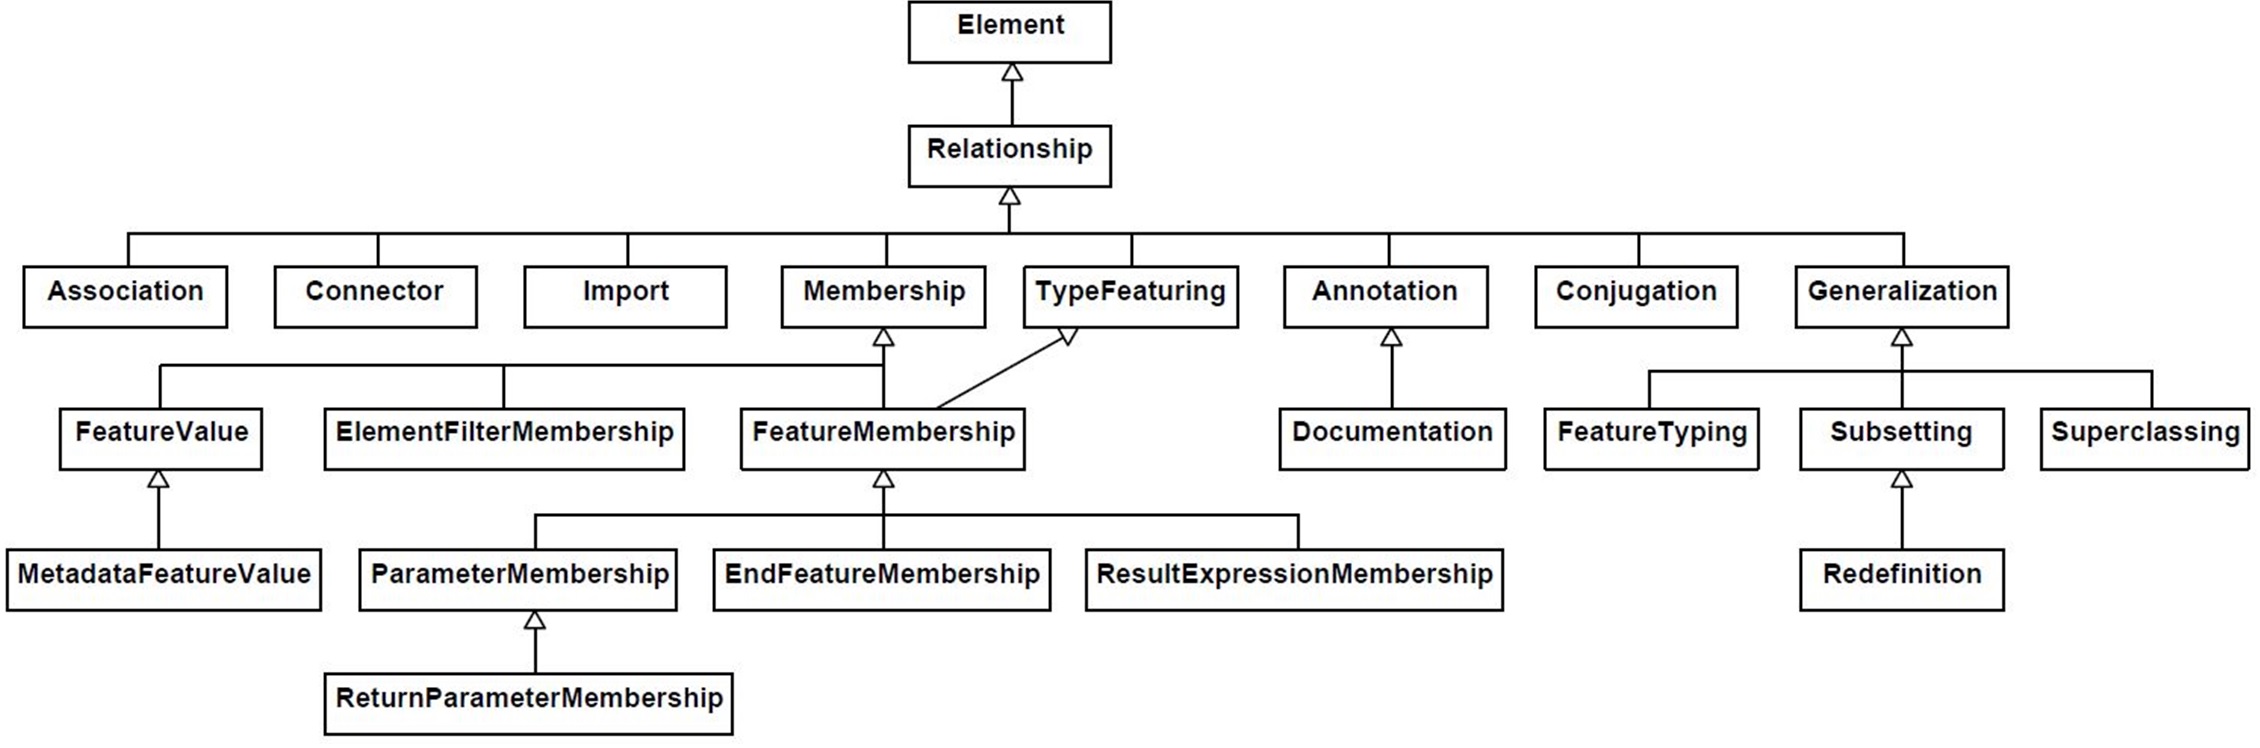 Element
Relationship
Association
Connector
Import
Membership
TypeFeaturing
Annotation
Conjugation
Generalization
FeatureValue
ElementFilterMembership
FeatureMembership
Documentation
FeatureTyping
Subsetting
Superclassing
MetadataFeatureValue
ParameterMembership
EndFeatureMembership
ResultExpressionMembership
Redefinition
ReturnParameterMembership